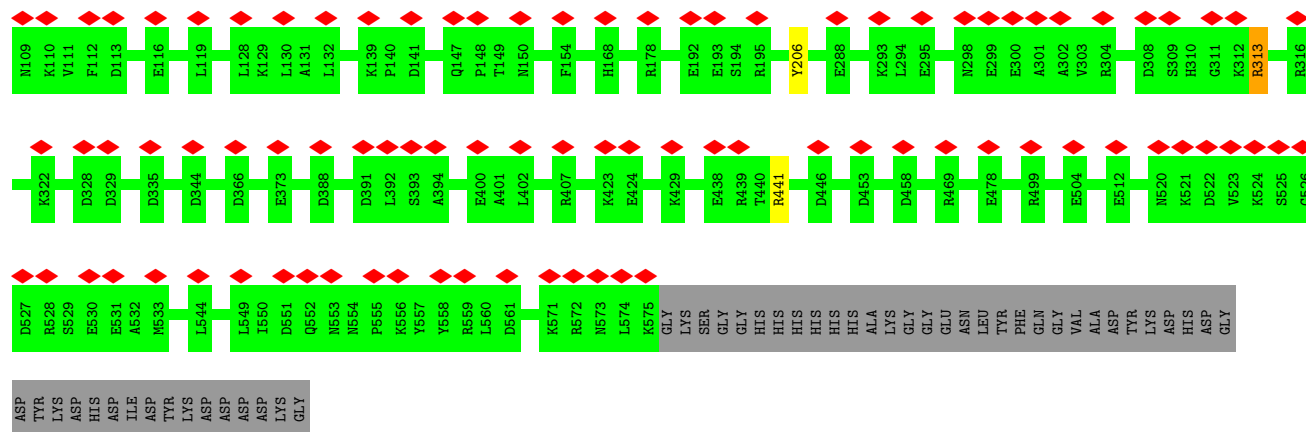 N109 K110 V111 F112 D113 E116 L119 L128 K129 L130 A131 L132 K139 P140 D141 Q147 P148 T149 N150 F154 H168 R178 E192 E193 S194 R195 Y206 E288 K293 L294 E295 N298 E299 E300 A301 A302 V303 R304 D308 S309 H310 G311 K312 R313 R316
K322 D328 D329 D335 D344 D366 E373 D388 D391 L392 S393 A394 E400 A401 L402 R407 K423 E424 K429 E438 R439 T440 R441 D446 D453 D458 R469 E478 R499 E504 E512 N520 K521 D522 V523 K524 S525 G526
D527 R528 S529 E530 E531 A532 M533 L544 L549 I550 D551 Q552 N553 N554 P555 K556 Y557 Y558 R559 L560 D561 K571 R572 N573 L574 K575 GLY LYS SER GLY GLY HIS HIS HIS HIS HIS HIS ALA LYS GLY GLY GLU ASN LEU TYR PHE GLN GLY VAL ALA ASP TYR LYS ASP HIS ASP GLY
ASP TYR LYS ASP HIS ASP ILE ASP TYR LYS ASP ASP ASP ASP LYS GLY